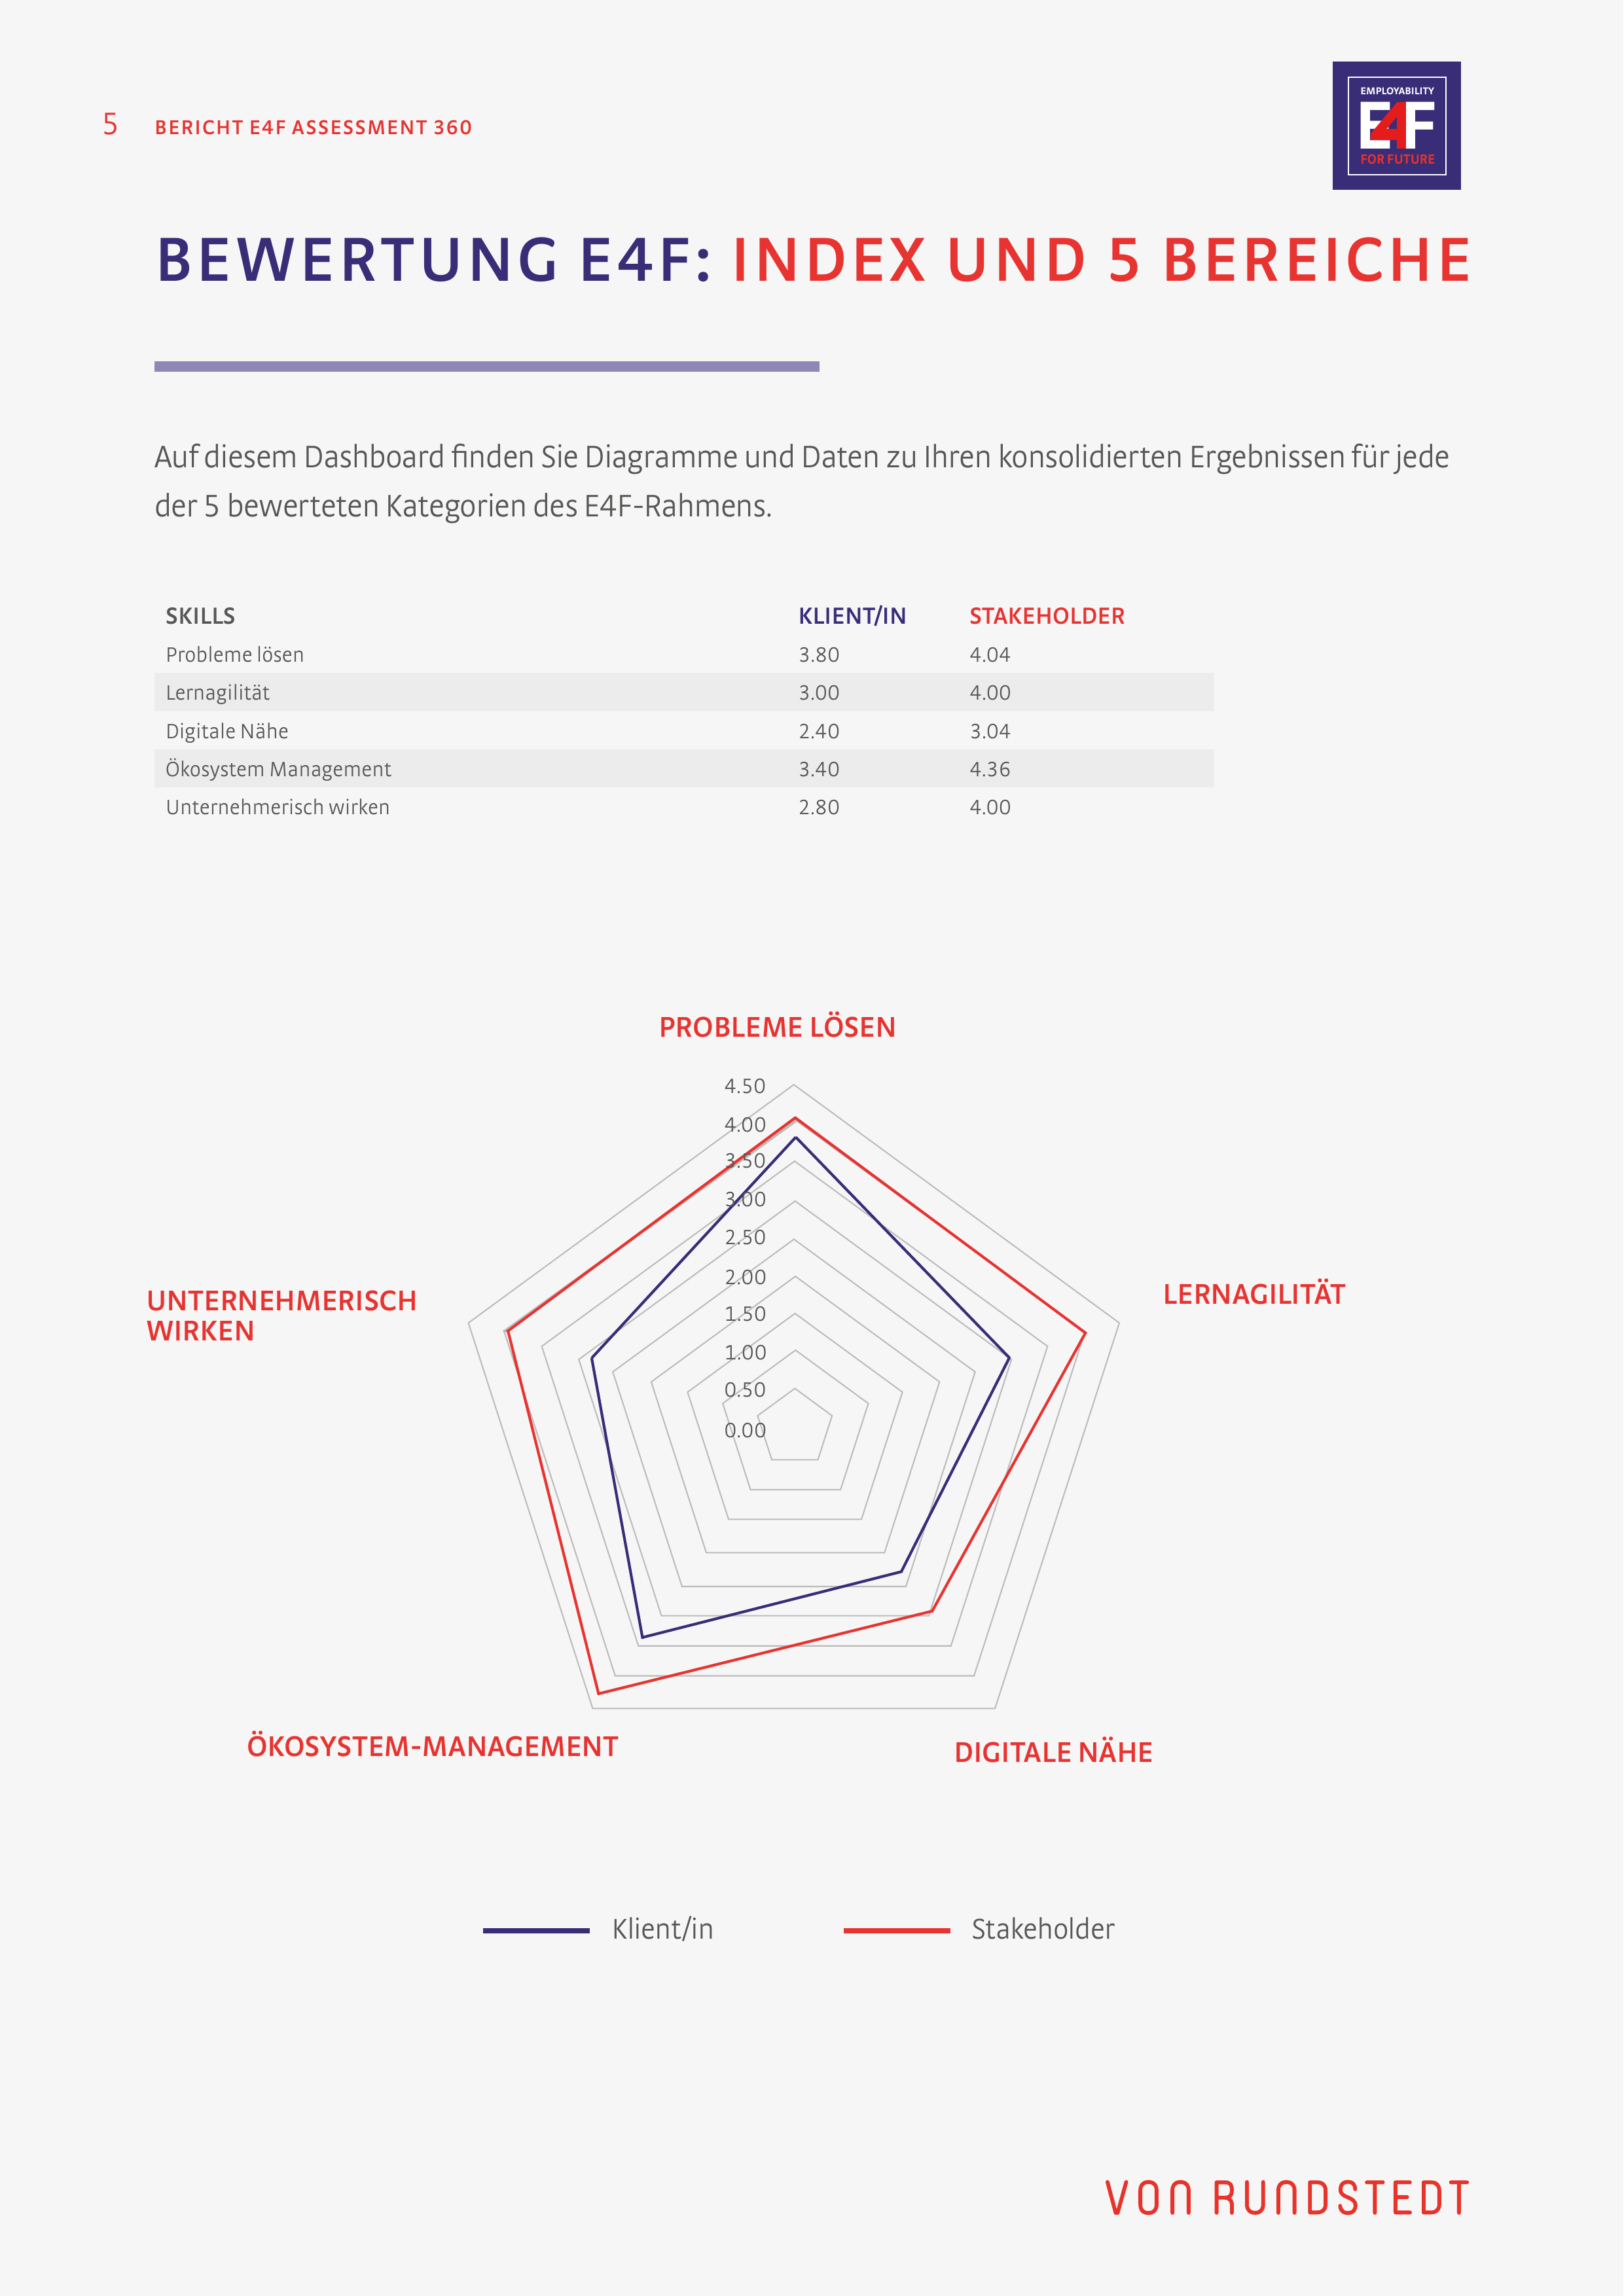 5 BERICHT E4F ASSESSMENT 360
EMPLOYABILITY
E4F
FOR FUTURE
BEWERTUNG E4F: INDEX UND 5 BEREICHE
Auf diesem Dashboard finden Sie Diagramme und Daten zu Ihren konsolidierten Ergebnissen für jede
der 5 bewerteten Kategorien des E4F-Rahmens.
SKILLS KLIENT/IN STAKEHOLDER
Probleme lösen 3.80 4.04
Lernagilität 3.00 4.00
Digitale Nähe 2.40 3.04
Ökosystem Management 3.40 4.36
Unternehmerisch wirken 2.80 4.00
PROBLEME LÖSEN
4.50
4.00
3.50
3.00
2.50
2.00
1.50
1.00
0.50
0.00
LERNAGILITÄT
UNTERNEHMERISCH
WIRKEN
ÖKOSYSTEM-MANAGEMENT
DIGITALE NÄHE
Klient/in Stakeholder
VON RUNDSTEDT